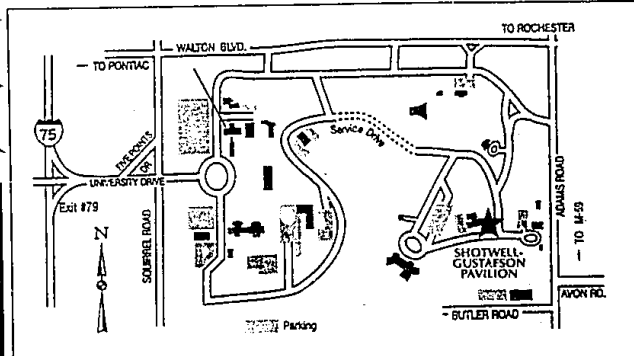 TO ROCHESTER
WALTON BLVD.
TO PONTIAC
75
FIVE POINTS
DR
Service Drive
UNIVERSITY DRIVE
Exit #79
ADAMS ROAD
N
SQUIRREL ROAD
TO M-59
SHOTWELL-
GUSTAFSON
PAVILION
AVON RD.
BUTLER ROAD
Parking